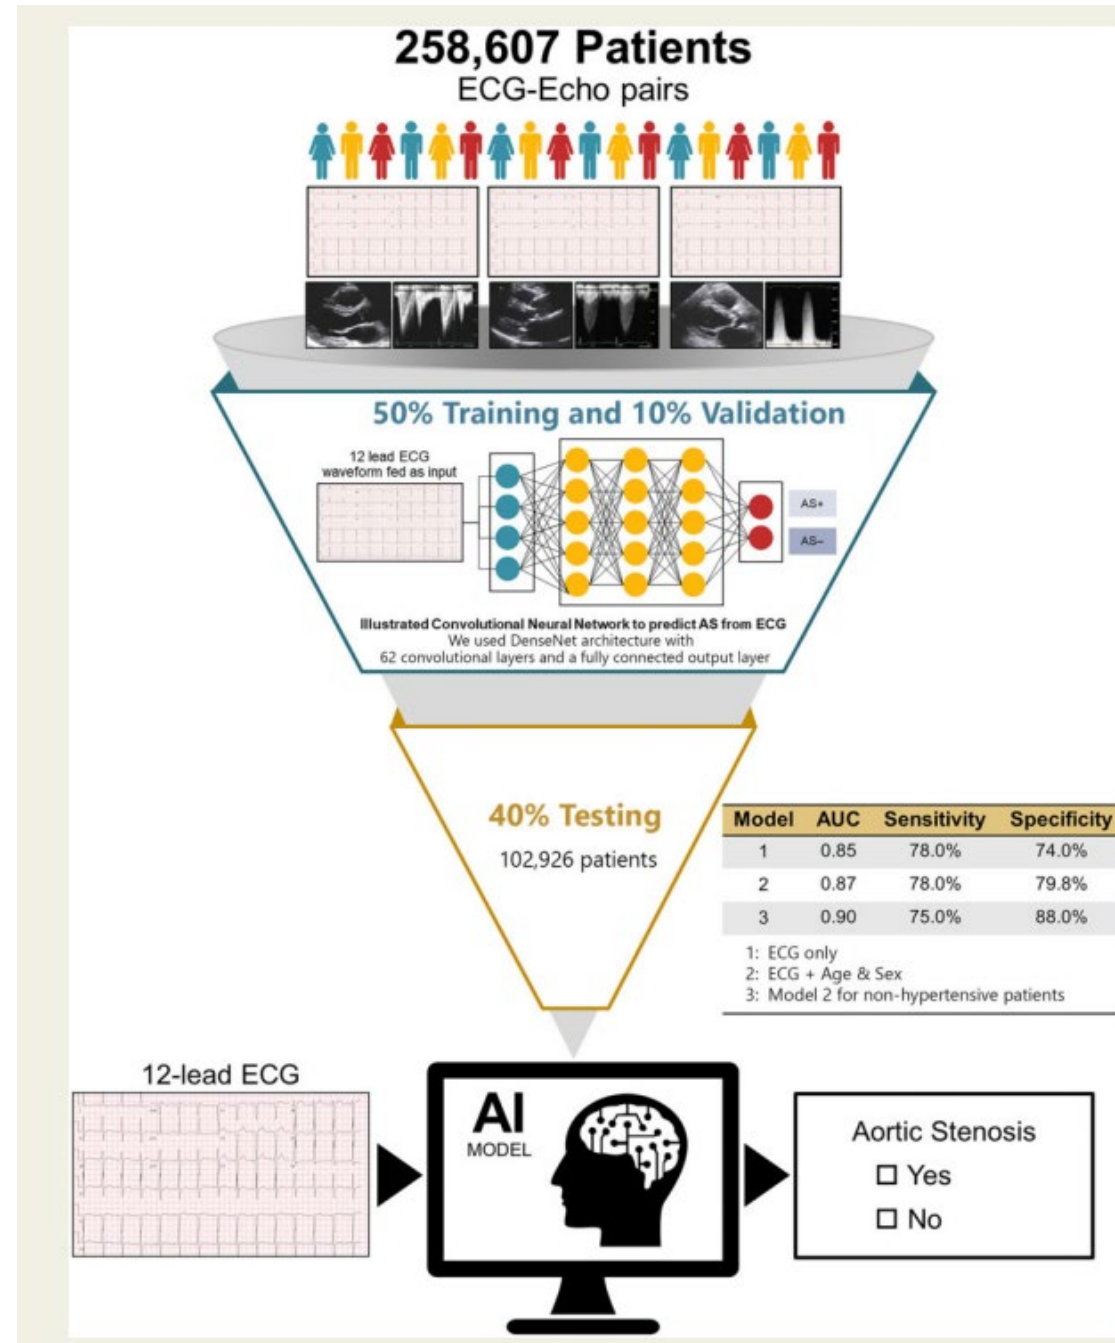 258,607 Patients
ECG-Echo pairs
50% Training and 10% Validation
12 lead ECG
waveform fed as input
AS+
AS–
Illustrated Convolutional Neural Network to predict AS from ECG
We used DenseNet architecture with
62 convolutional layers and a fully connected output layer
40% Testing
102,926 patients
Model AUC Sensitivity Specificity
1 0.85 78.0% 74.0%
2 0.87 78.0% 79.8%
3 0.90 75.0% 88.0%
1: ECG only
2: ECG + Age & Sex
3: Model 2 for non-hypertensive patients
12-lead ECG
AI
MODEL
Aortic Stenosis
☐ Yes
☐ No